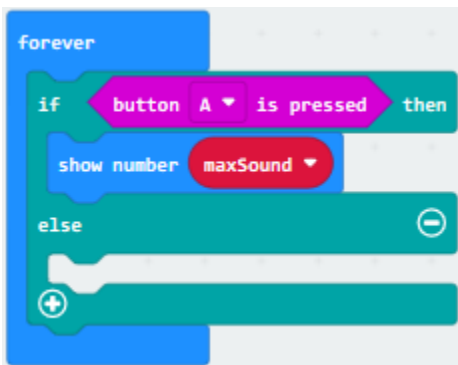 forever
if button A is pressed then
show number maxSound
else